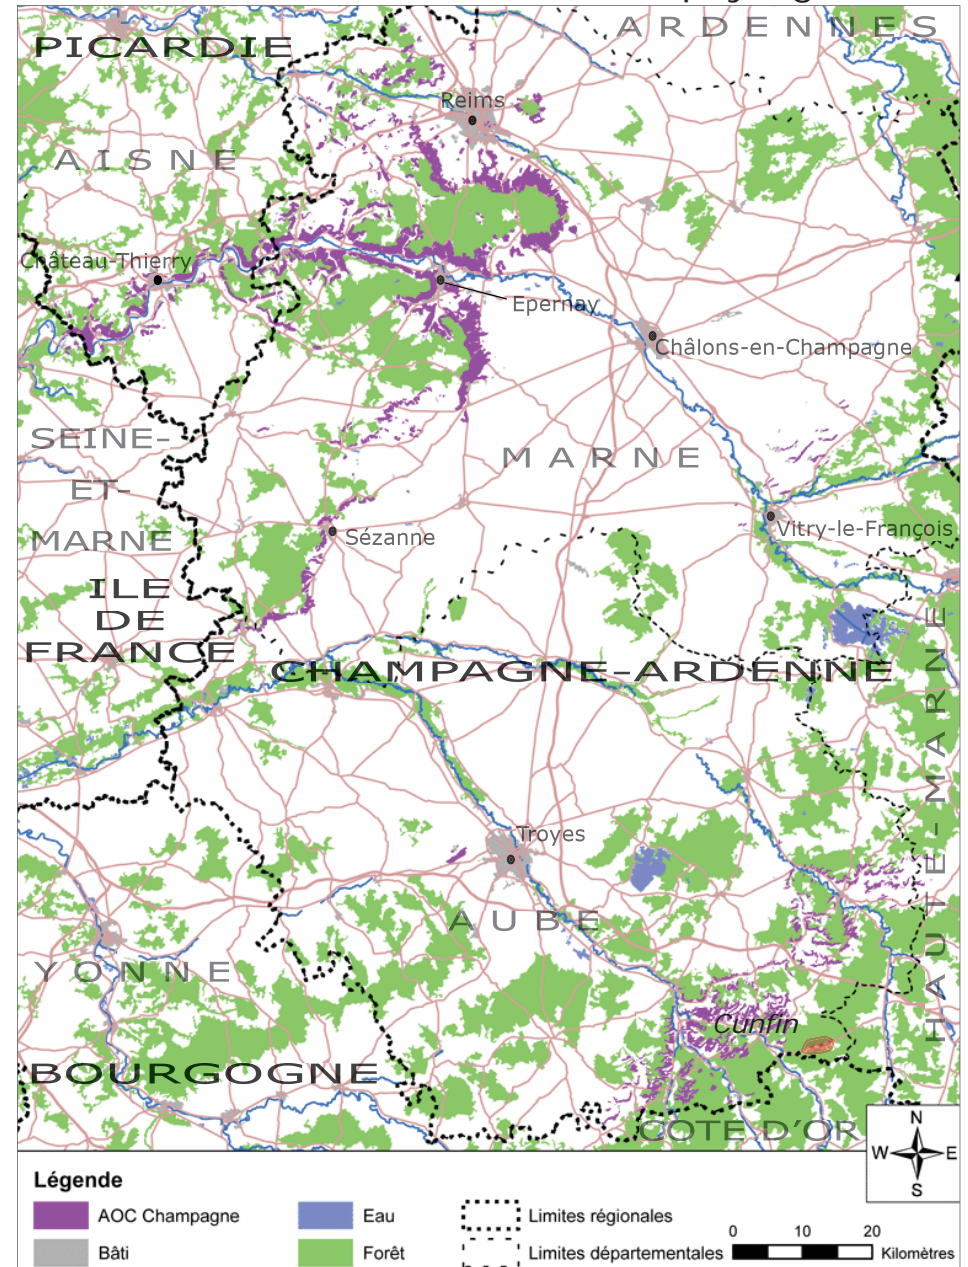 ARDENNES
PICARDIE
Reims
AISNE
Château-Thierry
Epernay
Châlons-en-Champagne
SEINE-
ET-
MARNE
MARNE
Sézanne
Vitry-le-François
ILE
DE
FRANCE
CHAMPAGNE-ARDENNE
HAUTE-MARNE
Troyes
AUBE
YONNE
Cunfin
BOURGOGNE
COTE D'OR
N
W
E
S
Légende
AOC Champagne
Eau
Limites régionales
0 10 20
Bâti
Forêt
Limites départementales
Kilomètres